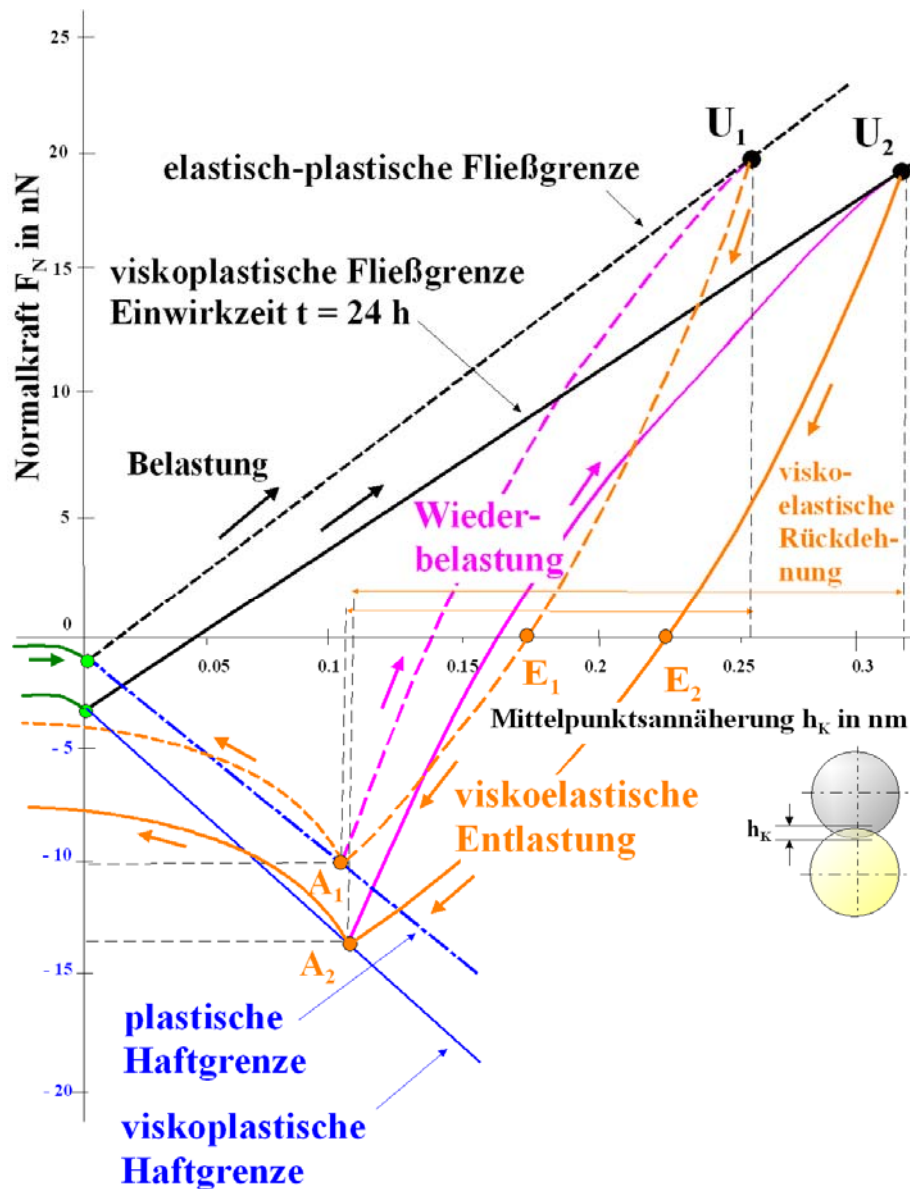 25
20
15
10
5
0
-5
-10
-15
-20
Normalkraft F_N in nN
U₁
U₂
elastisch-plastische Fließgrenze
viskoplastische Fließgrenze
Einwirkzeit t = 24 h
Belastung
Wieder-
belastung
visko-
elastische
Rückdeh-
nung
0.05
0.1
0.15
0.2
0.25
0.3
E₁
E₂
Mittelpunktsannäherung h_K in nm
viskoelastische
Entlastung
h_K
A₁
A₂
plastische
Haftgrenze
viskoplastische
Haftgrenze